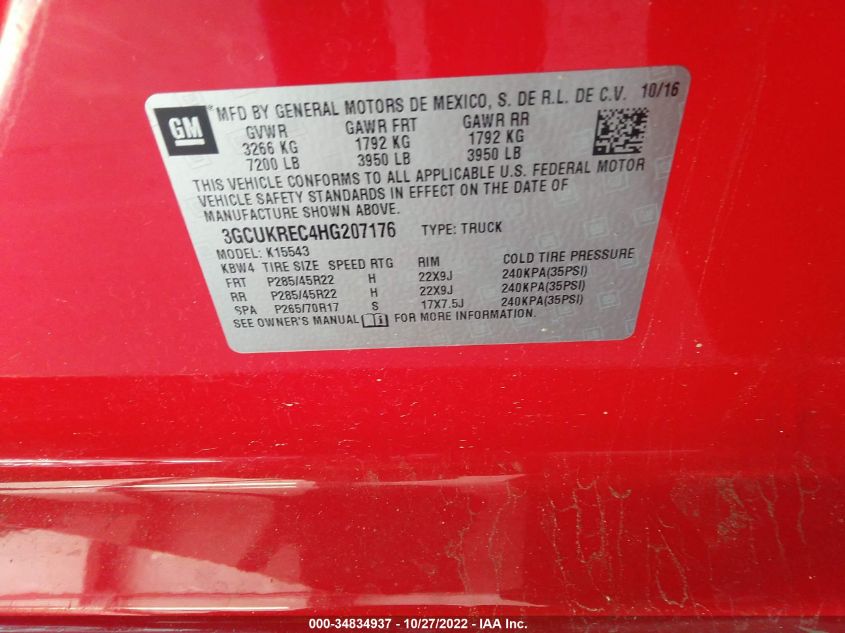 GM
MFD BY GENERAL MOTORS DE MEXICO, S. DE R.L. DE C.V. 10/16
GVWR GAWR FRT GAWR RR
3266 KG 1792 KG 1792 KG
7200 LB 3950 LB 3950 LB
THIS VEHICLE CONFORMS TO ALL APPLICABLE U.S. FEDERAL MOTOR
VEHICLE SAFETY STANDARDS IN EFFECT ON THE DATE OF
MANUFACTURE SHOWN ABOVE.
3GCUKREC4HG207176 TYPE: TRUCK
MODEL: K15543
KBW4 TIRE SIZE SPEED RTG RIM COLD TIRE PRESSURE
FRT P285/45R22 H 22X9J 240KPA(35PSI)
RR P285/45R22 H 22X9J 240KPA(35PSI)
SPA P265/70R17 S 17X7.5J 240KPA(35PSI)
SEE OWNER'S MANUAL FOR MORE INFORMATION.
000-34834937 - 10/27/2022 - IAA Inc.